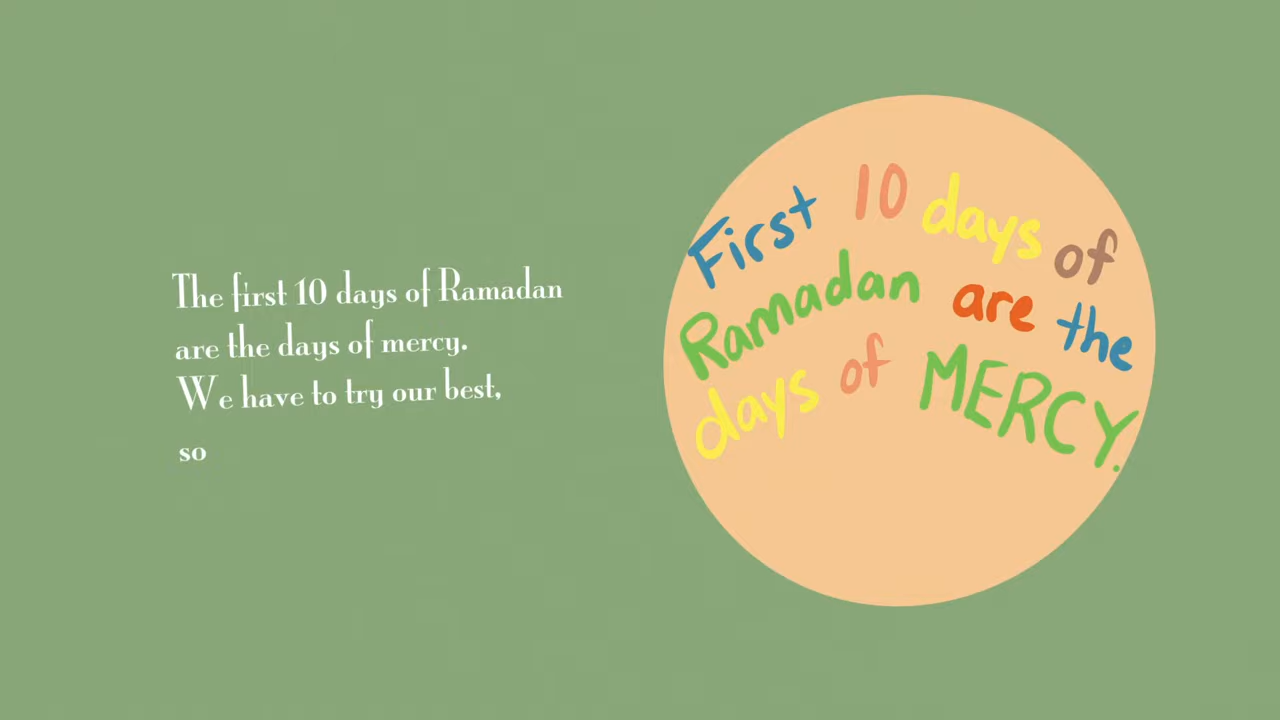 The first 10 days of Ramadan
are the days of mercy.
We have to try our best,
so
First 10 days of
Ramadan are the
days of MERCY.